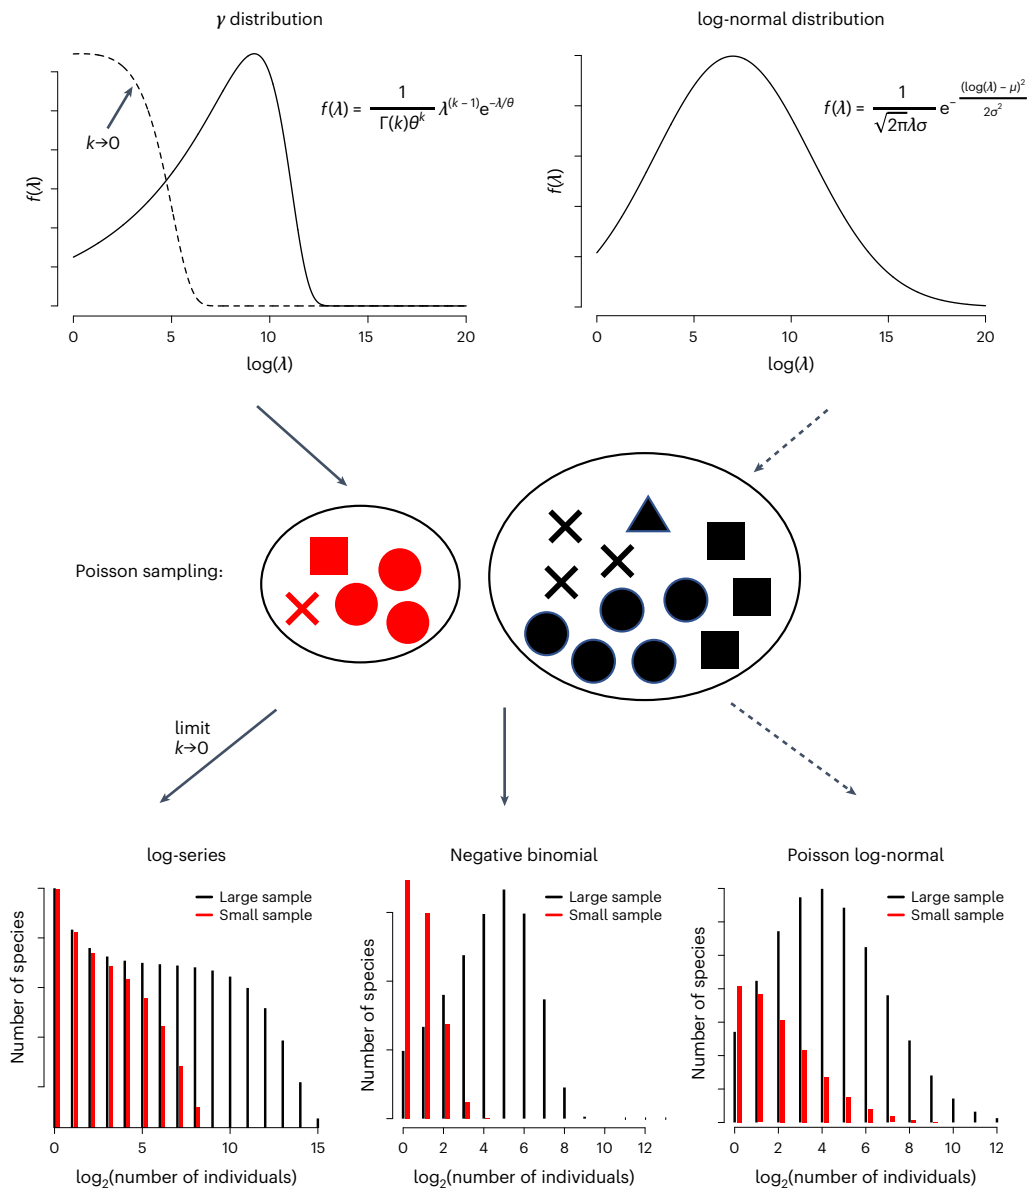 γ distribution
f(λ) = 1/(Γ(k)θ^k) λ^(k − 1) e^(−λ/θ)
k→0
f(λ)
0 5 10 15 20
log(λ)
log-normal distribution
f(λ) = 1/(√2π λσ) e^(− (log(λ) − μ)²/2σ²)
f(λ)
0 5 10 15 20
log(λ)
Poisson sampling:
limit
k→0
log-series
Large sample
Small sample
Number of species
0 5 10 15
log₂(number of individuals)
Negative binomial
Large sample
Small sample
Number of species
0 2 4 6 8 10 12
log₂(number of individuals)
Poisson log-normal
Large sample
Small sample
Number of species
0 2 4 6 8 10 12
log₂(number of individuals)